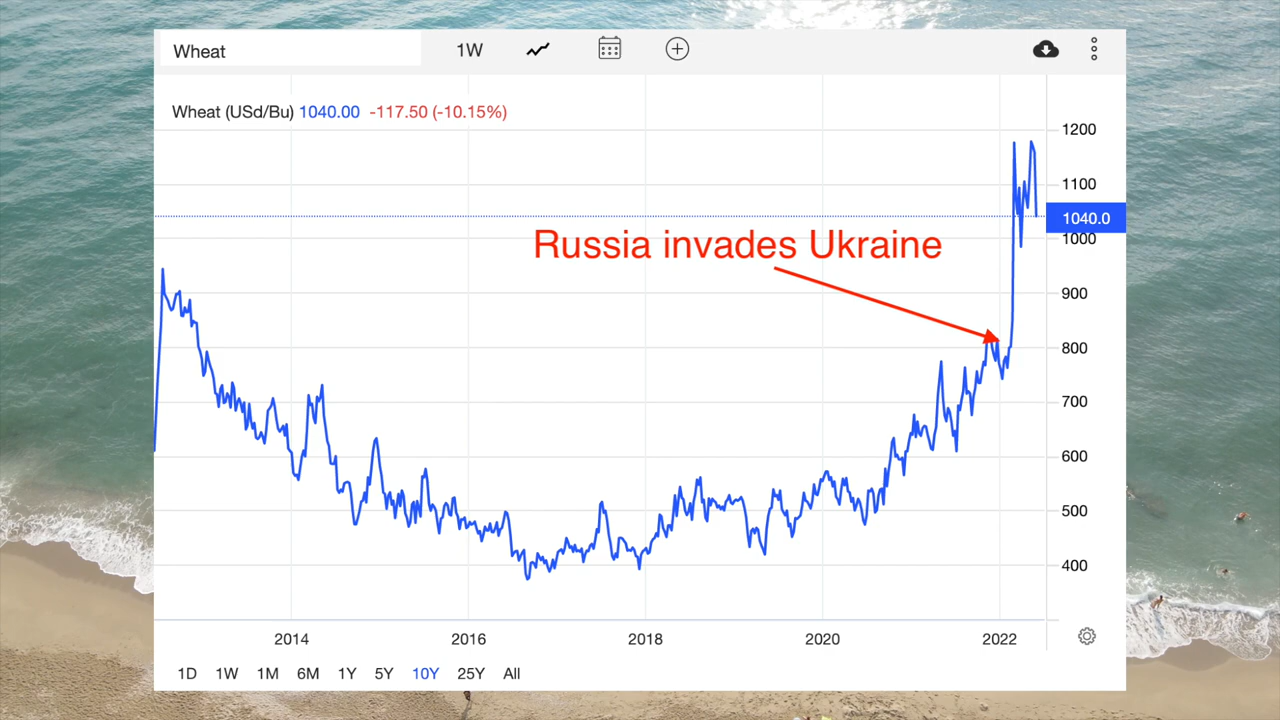 Wheat 1W
Wheat (USd/Bu) 1040.00 -117.50 (-10.15%)
1200
1100
1040.0
1000
Russia invades Ukraine
900
800
700
600
500
400
2014 2016 2018 2020 2022
1D 1W 1M 6M 1Y 5Y 10Y 25Y All